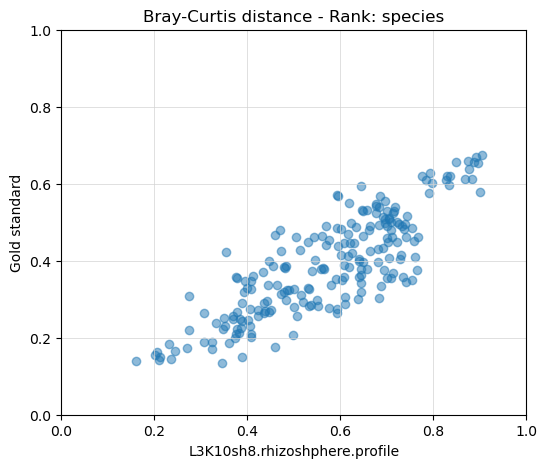 Bray-Curtis distance - Rank: species
1.0
0.8
0.6
0.4
0.2
0.0
Gold standard
0.0 0.2 0.4 0.6 0.8 1.0
L3K10sh8.rhizoshphere.profile